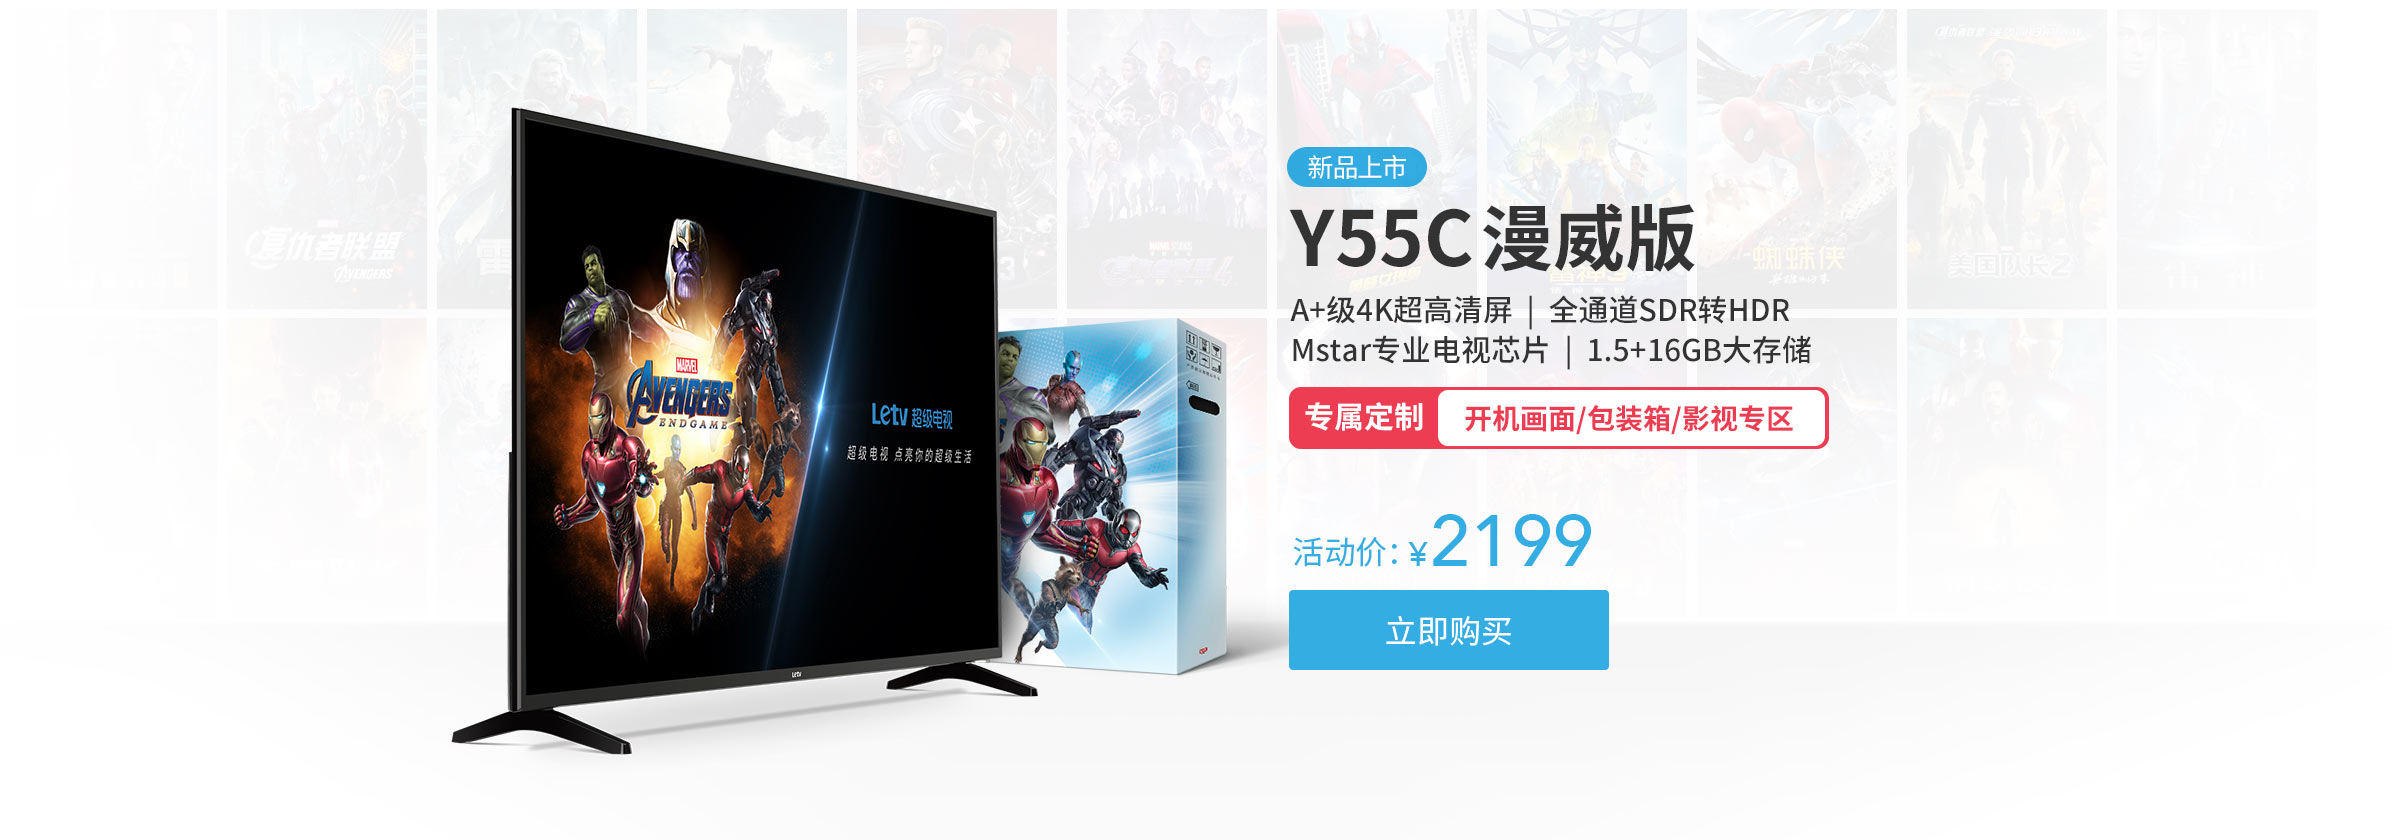 复仇者联盟
AVENGERS
蜘蛛侠
美国队长2
MARVEL
AVENGERS
ENDGAME
Letv 超级电视
超级电视 点亮你的超级生活
Letv
新品上市
Y55C漫威版
A+级4K超高清屏 | 全通道SDR转HDR
Mstar专业电视芯片 | 1.5+16GB大存储
专属定制 开机画面/包装箱/影视专区
活动价：¥2199
立即购买